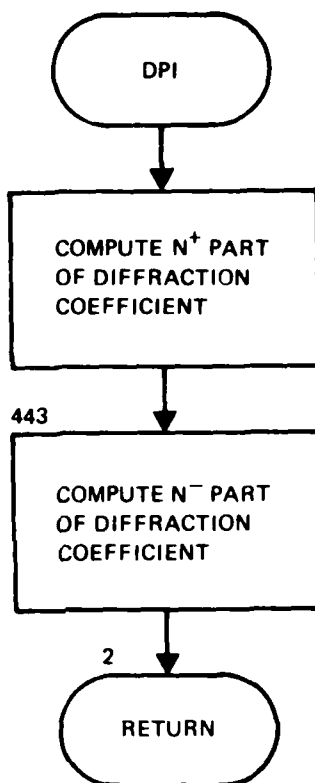 DPI
COMPUTE N⁺ PART
OF DIFFRACTION
COEFFICIENT
443
COMPUTE N⁻ PART
OF DIFFRACTION
COEFFICIENT
2
RETURN